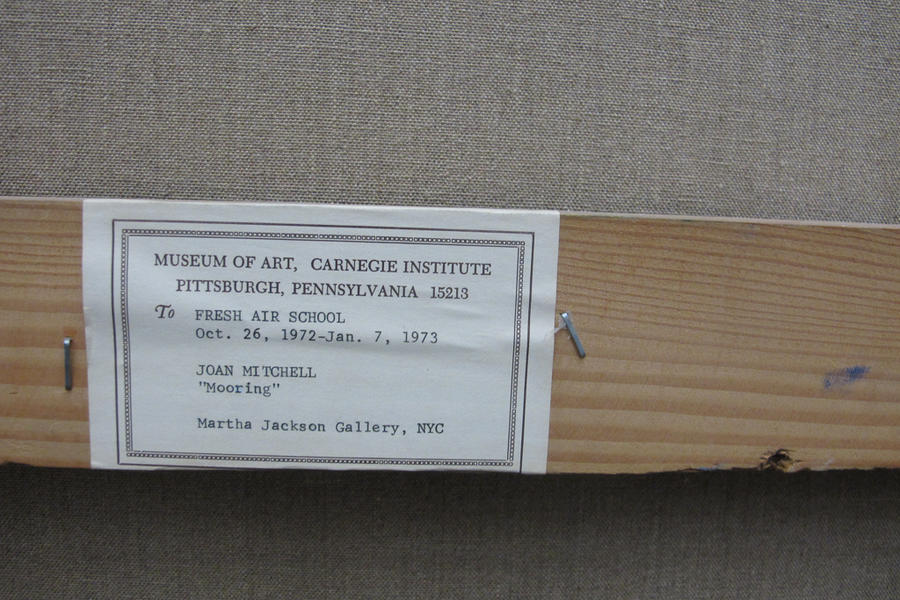 MUSEUM OF ART, CARNEGIE INSTITUTE
PITTSBURGH, PENNSYLVANIA 15213
To FRESH AIR SCHOOL
Oct. 26, 1972-Jan. 7, 1973
JOAN MITCHELL
"Mooring"
Martha Jackson Gallery, NYC